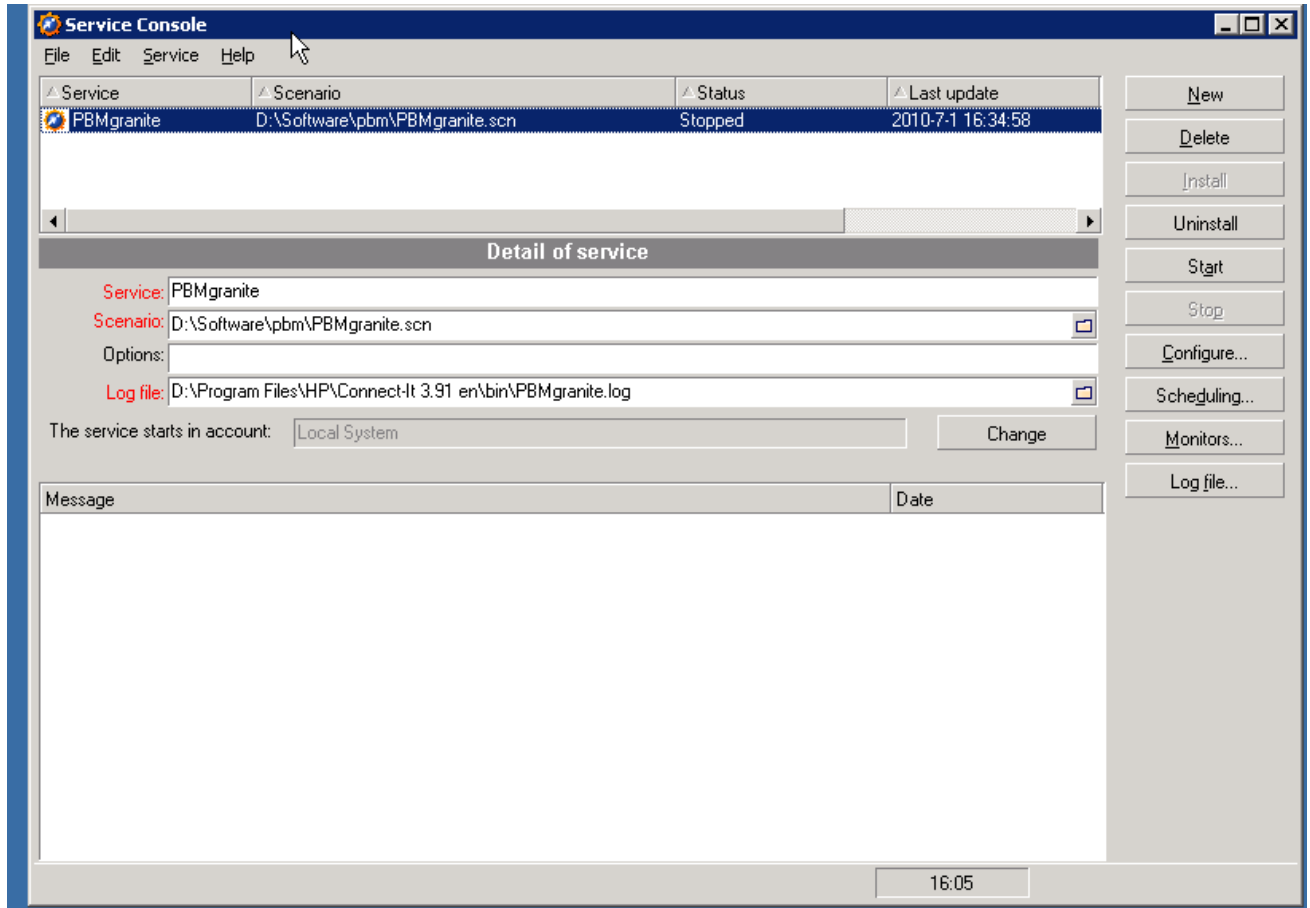 Service Console
File Edit Service Help
Service Scenario Status Last update
PBMgranite D:\Software\pbm\PBMgranite.scn Stopped 2010-7-1 16:34:58
New
Delete
Install
Uninstall
Start
Stop
Configure...
Scheduling...
Monitors...
Log file...
Detail of service
Service: PBMgranite
Scenario: D:\Software\pbm\PBMgranite.scn
Options:
Log file: D:\Program Files\HP\Connect-It 3.91 en\bin\PBMgranite.log
The service starts in account: Local System Change
Message Date
16:05